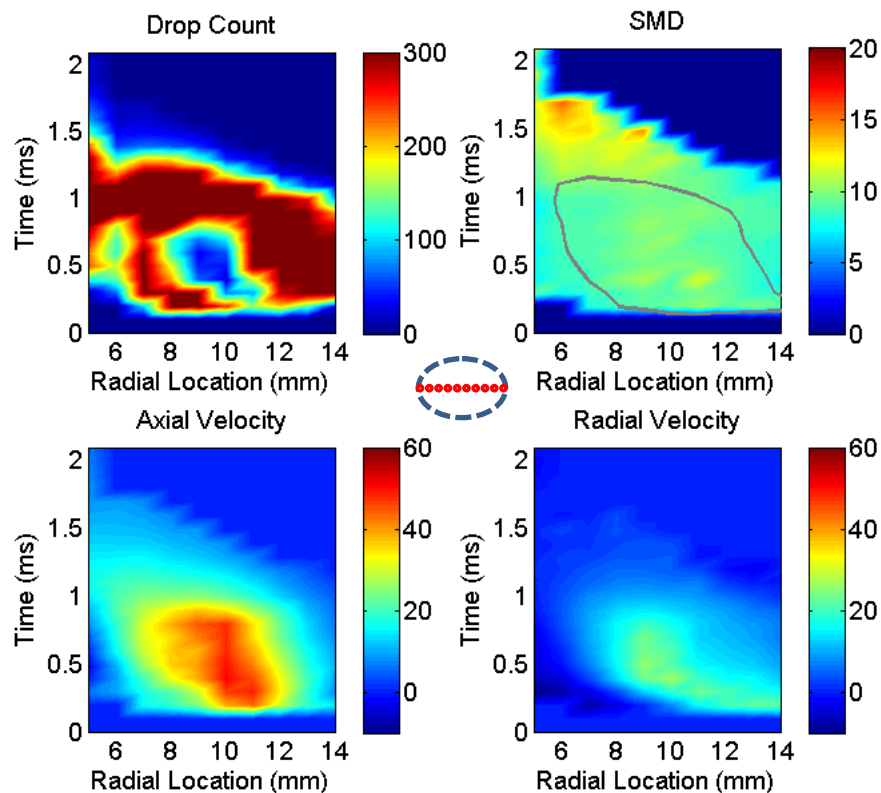 Drop Count
2
1.5
1
0.5
0
Time (ms)
6 8 10 12 14
Radial Location (mm)
300
200
100
0
SMD
2
1.5
1
0.5
0
Time (ms)
6 8 10 12 14
Radial Location (mm)
20
15
10
5
0
Axial Velocity
2
1.5
1
0.5
0
Time (ms)
6 8 10 12 14
Radial Location (mm)
60
40
20
0
Radial Velocity
2
1.5
1
0.5
0
Time (ms)
6 8 10 12 14
Radial Location (mm)
60
40
20
0